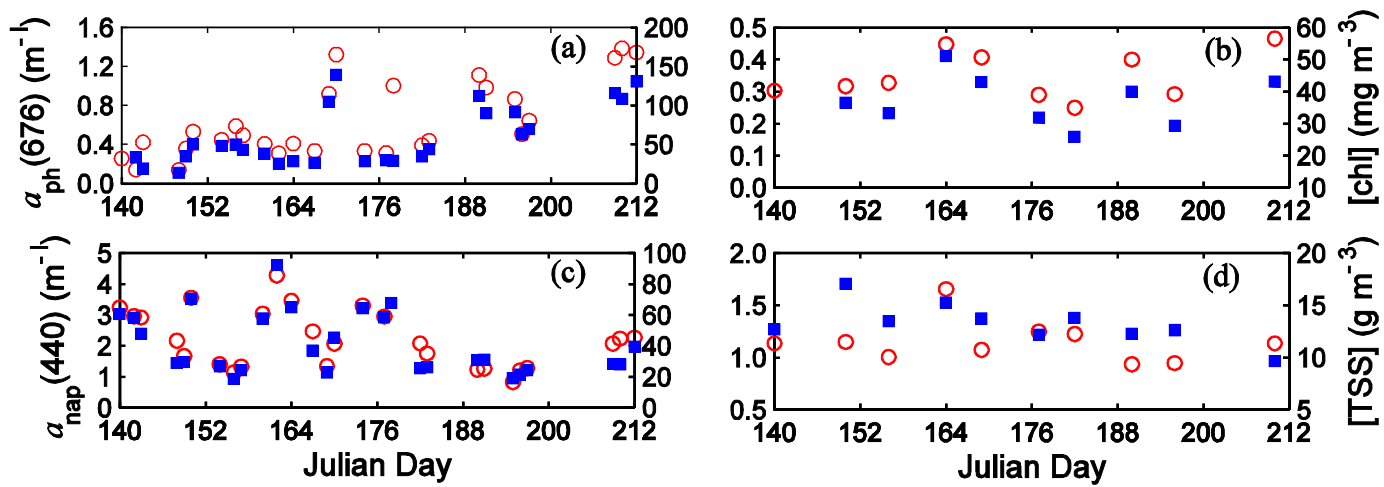 1.6 200 0.5 60
(a) (b)
1.2 150 0.4 50
0.8 100 0.3 40
0.2 30
0.4 50 0.1 20
0.0 0 0.0 10
140 152 164 176 188 200 212 140 152 164 176 188 200 212
aph(676) (m-1) [chl] (mg m-3)
5 100 2.0 20
(c) (d)
4 80
3 60 1.5 15
2 40 1.0 10
1 20
0 0 0.5 5
140 152 164 176 188 200 212 140 152 164 176 188 200 212
anap(440) (m-1) [TSS] (g m-3)
Julian Day Julian Day